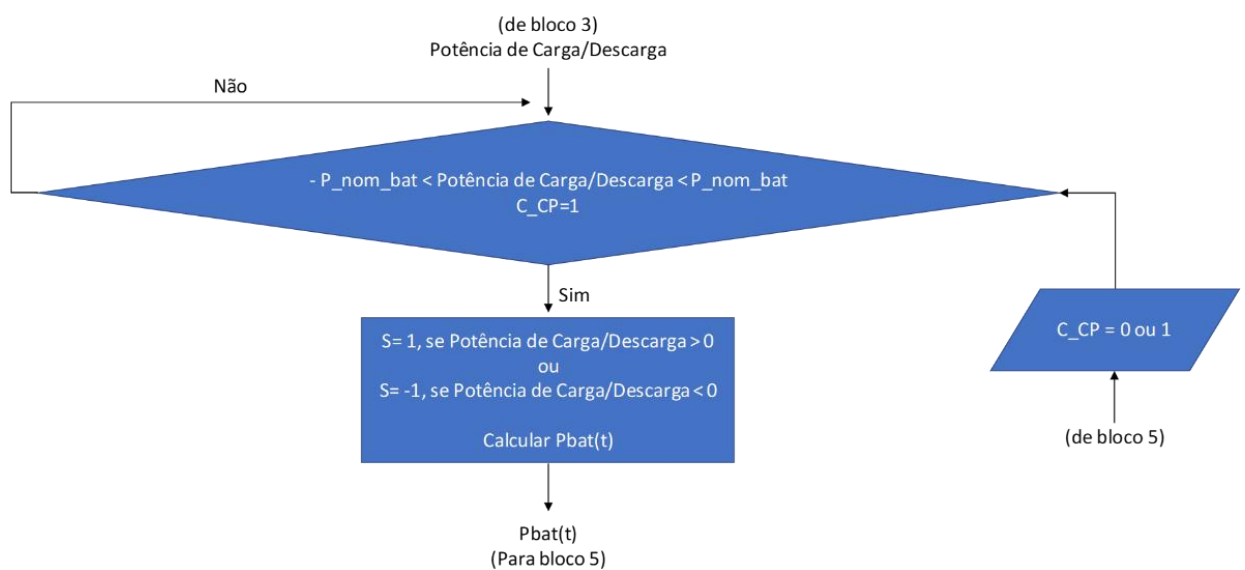 (de bloco 3)
Potência de Carga/Descarga
Não
- P_nom_bat < Potência de Carga/Descarga < P_nom_bat
C_CP=1
Sim
S= 1, se Potência de Carga/Descarga > 0
ou
S= -1, se Potência de Carga/Descarga < 0
Calcular Pbat(t)
C_CP = 0 ou 1
(de bloco 5)
Pbat(t)
(Para bloco 5)